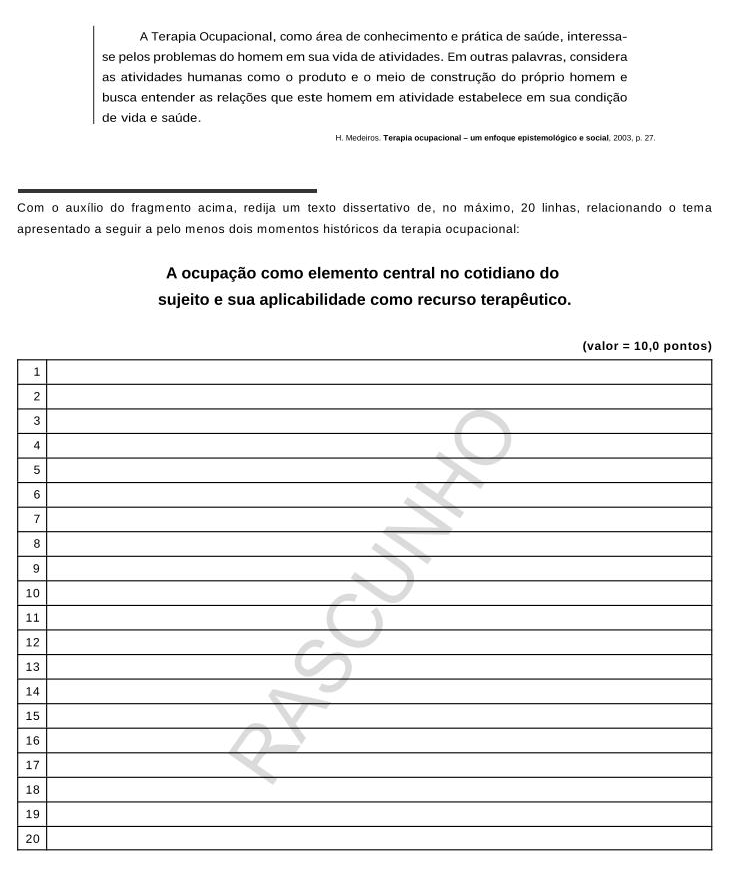 A Terapia Ocupacional, como área de conhecimento e prática de saúde, interessa-
se pelos problemas do homem em sua vida de atividades. Em outras palavras, considera
as atividades humanas como o produto e o meio de construção do próprio homem e
busca entender as relações que este homem em atividade estabelece em sua condição
de vida e saúde.
H. Medeiros. Terapia ocupacional – um enfoque epistemológico e social, 2003, p. 27.
Com o auxílio do fragmento acima, redija um texto dissertativo de, no máximo, 20 linhas, relacionando o tema
apresentado a seguir a pelo menos dois momentos históricos da terapia ocupacional:
A ocupação como elemento central no cotidiano do
sujeito e sua aplicabilidade como recurso terapêutico.
(valor = 10,0 pontos)
1
2
3
4
5
6
7
8
9
10
11
12
13
14
15
16
17
18
19
20
RASCUNHO